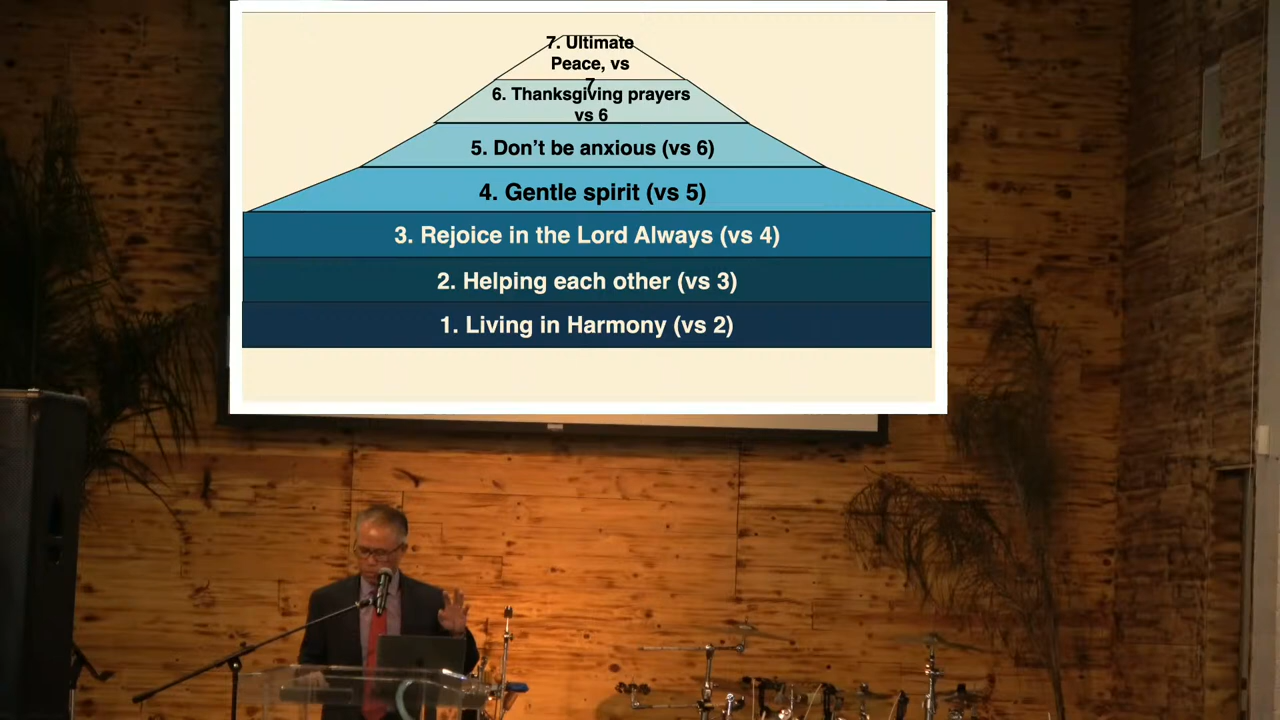 7. Ultimate
Peace, vs
7
6. Thanksgiving prayers
vs 6
5. Don’t be anxious (vs 6)
4. Gentle spirit (vs 5)
3. Rejoice in the Lord Always (vs 4)
2. Helping each other (vs 3)
1. Living in Harmony (vs 2)